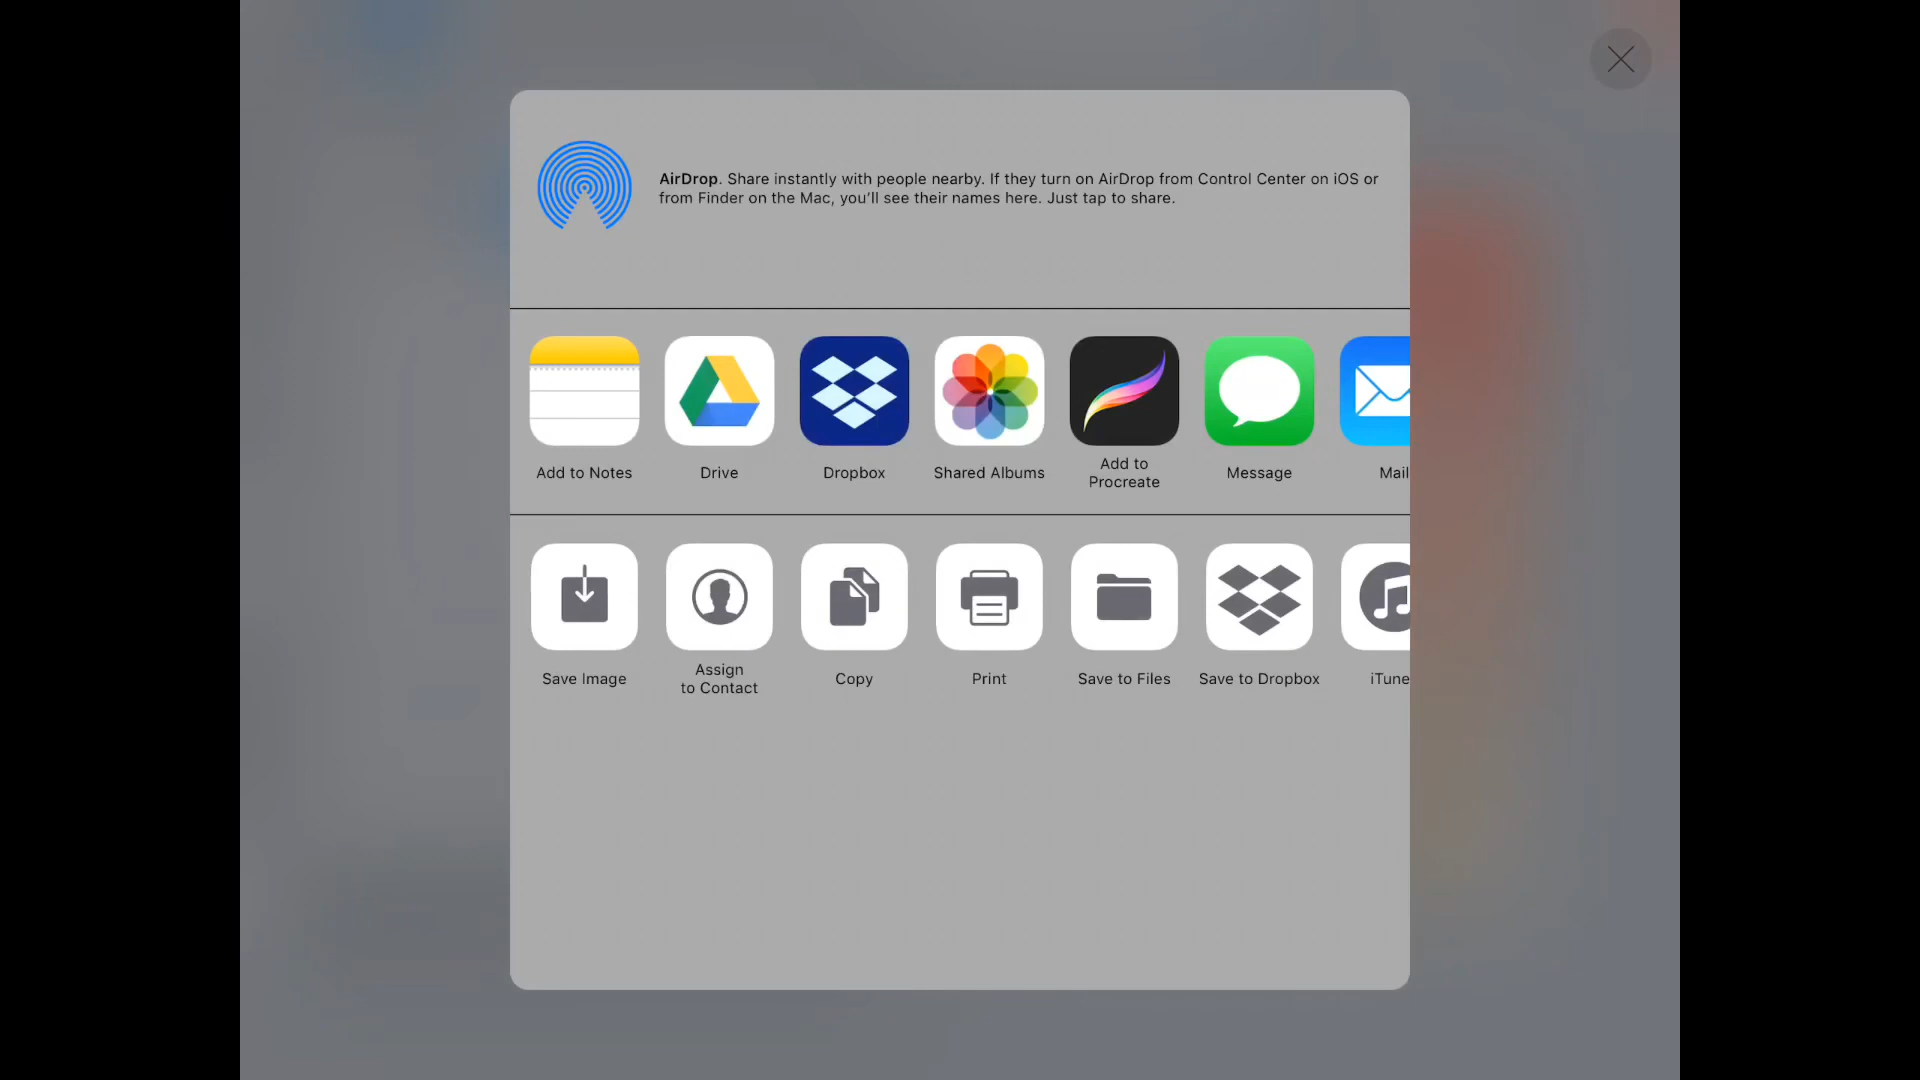 AirDrop. Share instantly with people nearby. If they turn on AirDrop from Control Center on iOS or
from Finder on the Mac, you'll see their names here. Just tap to share.
Add to Notes
Drive
Dropbox
Shared Albums
Add to
Procreate
Message
Mail
Save Image
Assign
to Contact
Copy
Print
Save to Files
Save to Dropbox
iTune